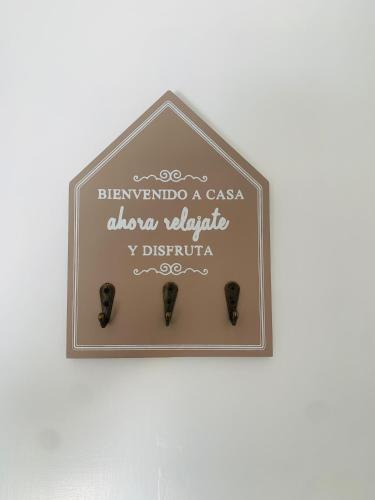 BIENVENIDO A CASA
ahora relajate
Y DISFRUTA